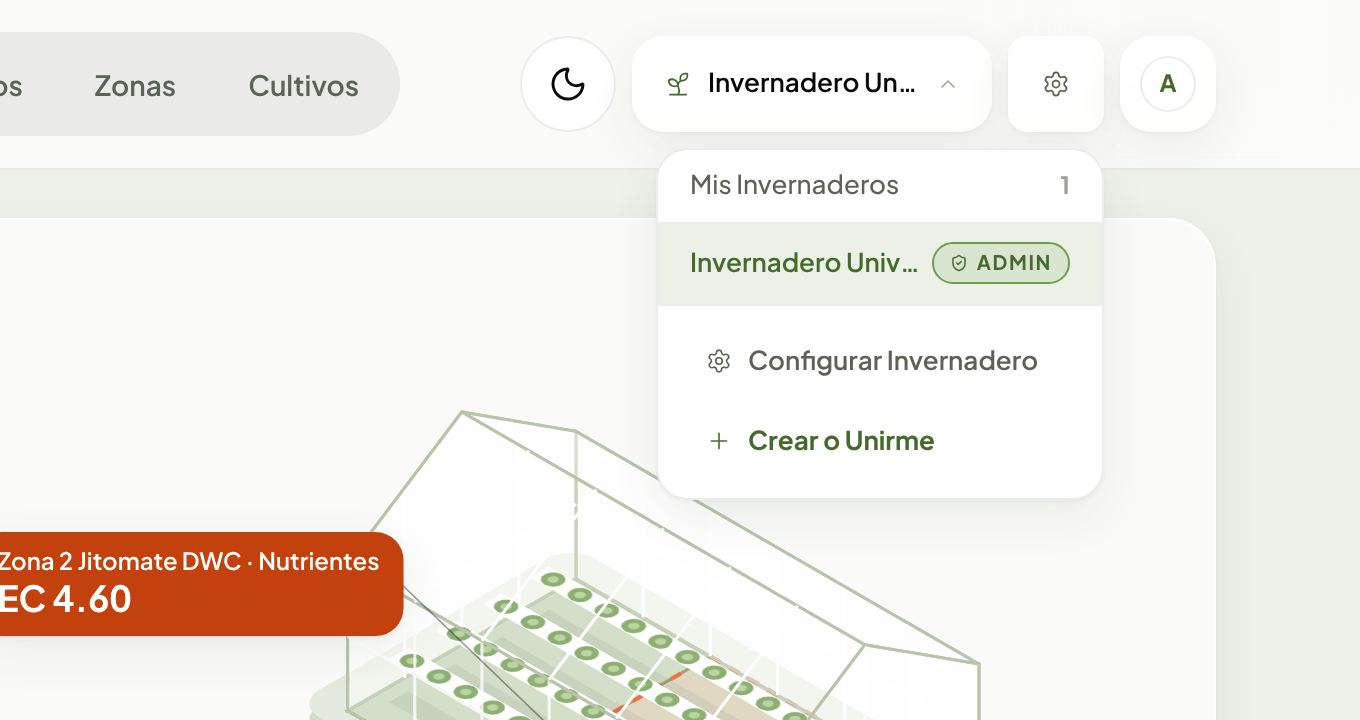 os Zonas Cultivos Invernadero Un... A
Mis Invernaderos 1
Invernadero Univ... ADMIN
Configurar Invernadero
+ Crear o Unirme
Zona 2 Jitomate DWC · Nutrientes
EC 4.60